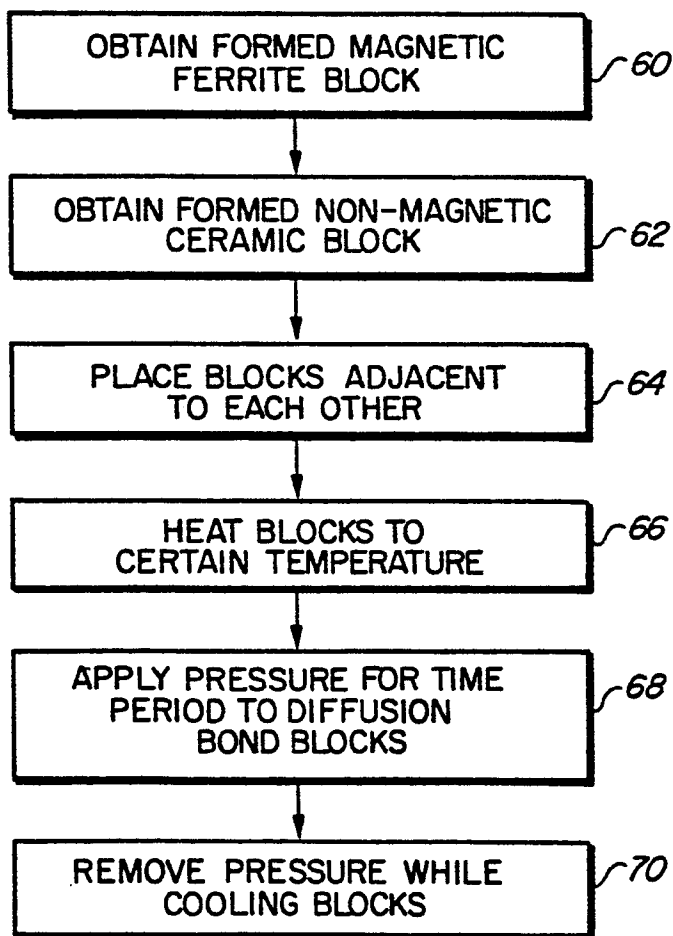 OBTAIN FORMED MAGNETIC
FERRITE BLOCK
60
OBTAIN FORMED NON-MAGNETIC
CERAMIC BLOCK
62
PLACE BLOCKS ADJACENT
TO EACH OTHER
64
HEAT BLOCKS TO
CERTAIN TEMPERATURE
66
APPLY PRESSURE FOR TIME
PERIOD TO DIFFUSION
BOND BLOCKS
68
REMOVE PRESSURE WHILE
COOLING BLOCKS
70